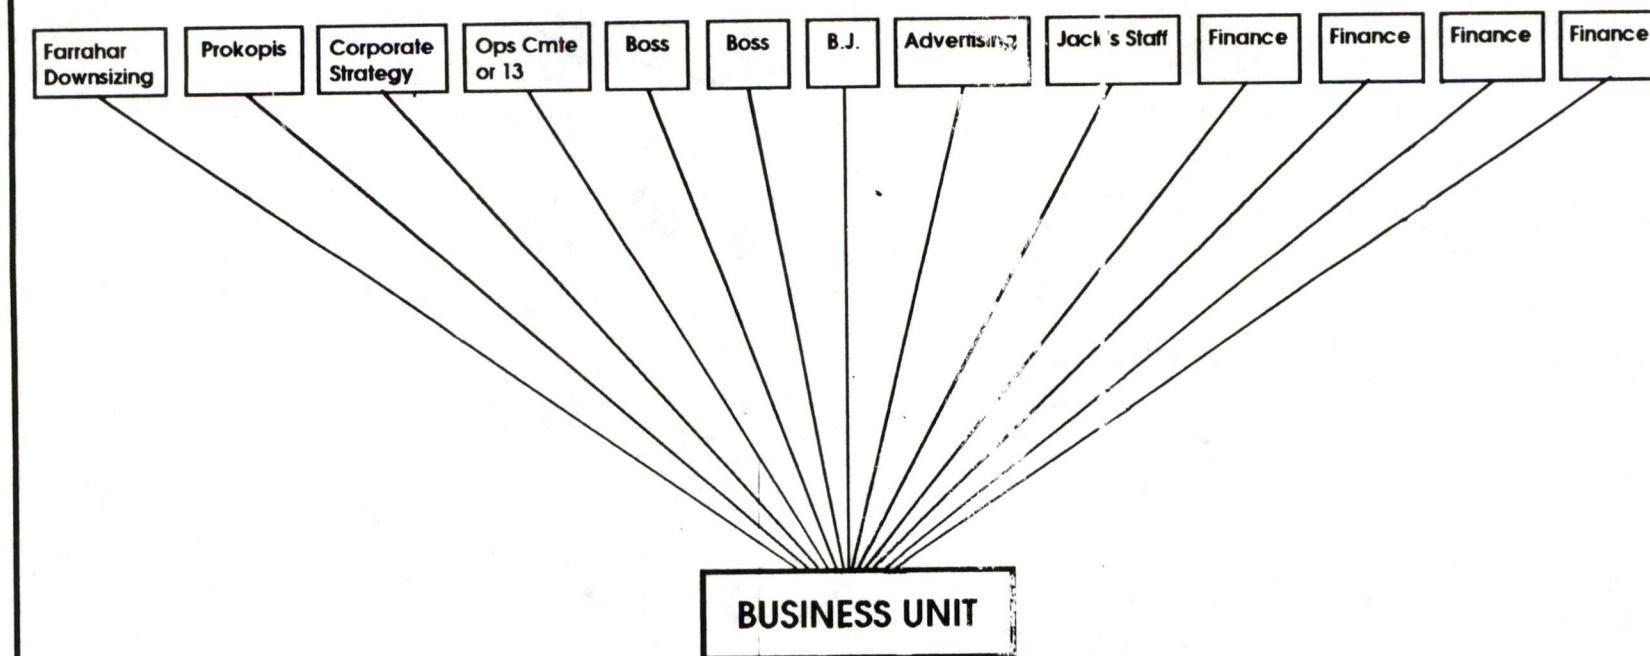 Farrahar
Downsizing
Prokopis
Corporate
Strategy
Ops Cmte
or 13
Boss
Boss
B.J.
Advertising
Jack's Staff
Finance
Finance
Finance
Finance
BUSINESS UNIT